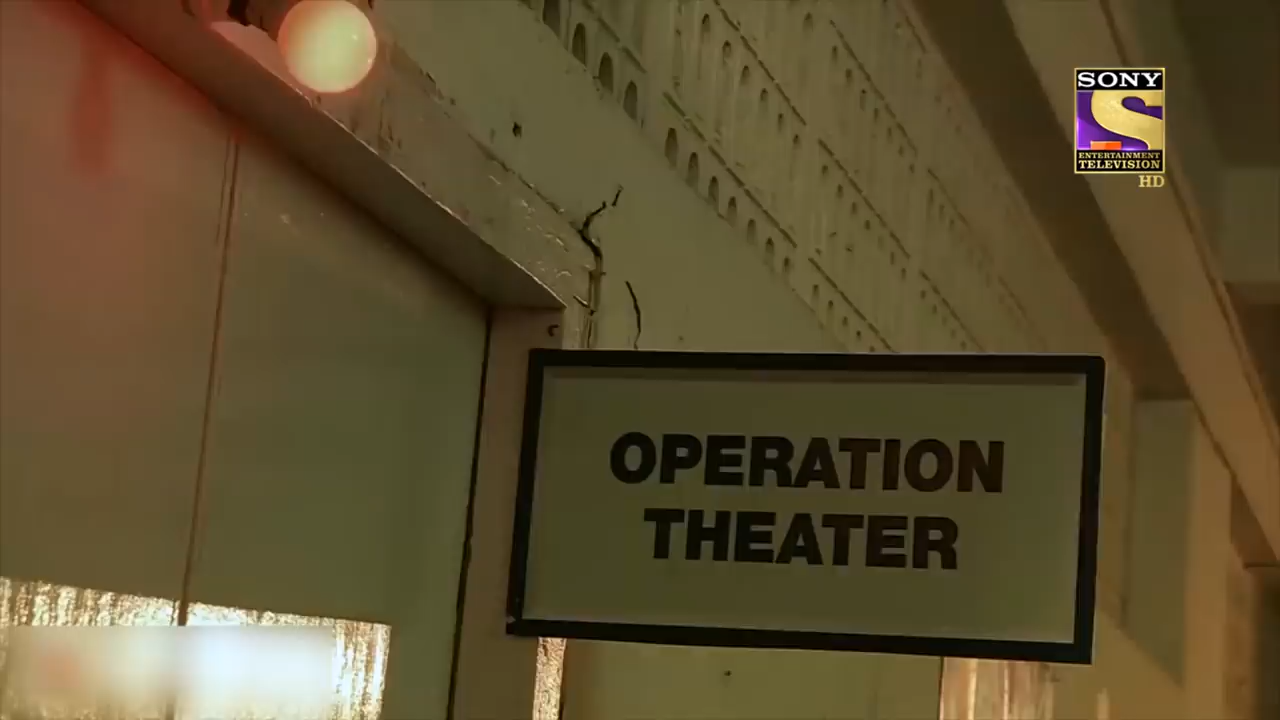 SONY
ENTERTAINMENT
TELEVISION
HD
OPERATION
THEATER